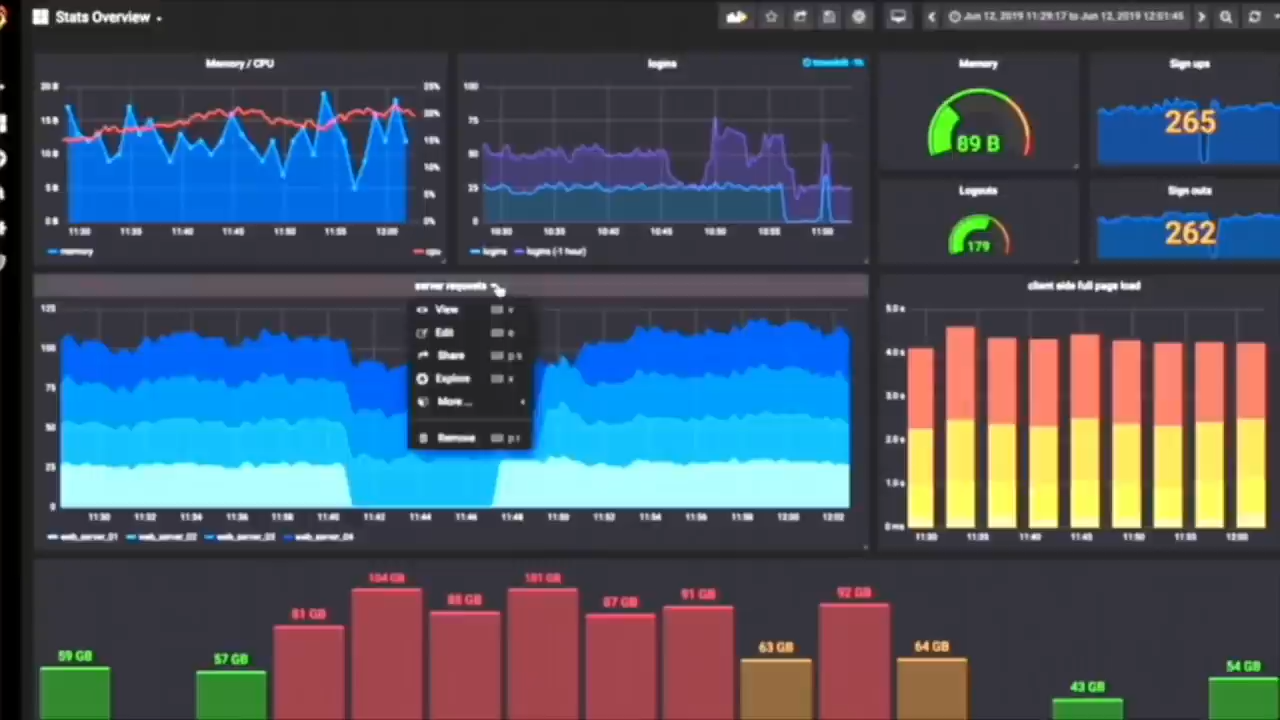 Stats Overview
Jun 12, 2019 11:29:17 to Jun 12, 2019 12:01:45
Memory / CPU
20 B
15 B
10 B
5 B
0 B
25%
20%
15%
10%
5%
0%
11:30 11:35 11:40 11:45 11:50 11:55 12:00
memory
cpu
logins
100
75
50
25
0
10:30 10:35 10:40 10:45 10:50 10:55 11:00
logins logins (-1 hour)
Memory
89 B
Sign ups
265
Logouts
179
Sign outs
262
server requests
125
100
75
50
25
0
View v
Edit e
Share p s
Explore x
More ...
Remove p r
11:30 11:32 11:34 11:36 11:38 11:40 11:42 11:44 11:46 11:48 11:50 11:52 11:54 11:56 11:58 12:00 12:02
web_server_01 web_server_02 web_server_03 web_server_04
client side full page load
5.0 s
4.0 s
3.0 s
2.0 s
1.0 s
0 ms
11:30 11:35 11:40 11:45 11:50 11:55 12:00
59 GB
57 GB
81 GB
104 GB
88 GB
101 GB
87 GB
91 GB
63 GB
92 GB
64 GB
43 GB
54 GB